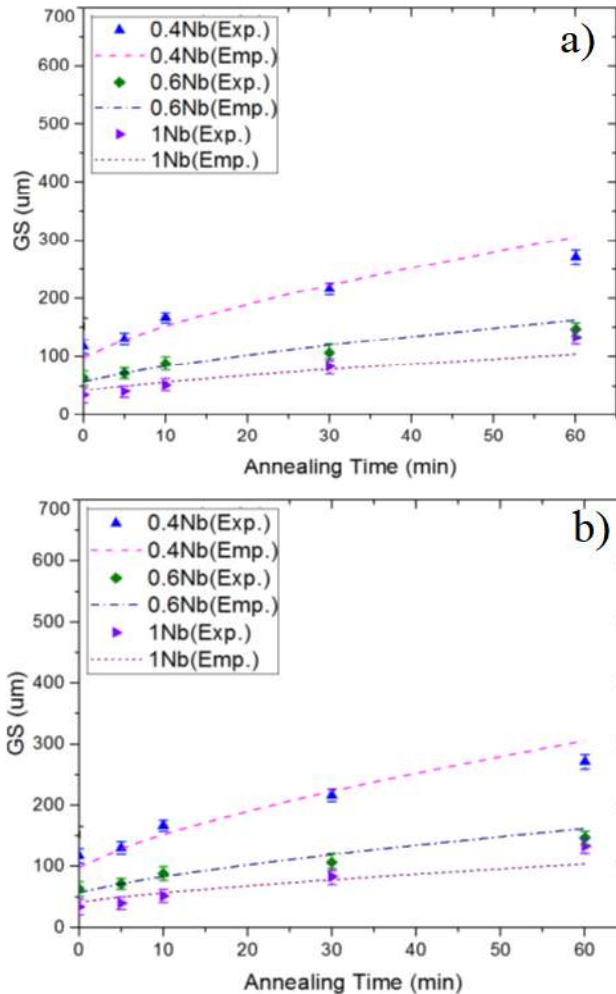 a)
700
600
500
400
300
200
100
0
GS (um)
0.4Nb(Exp.)
0.4Nb(Emp.)
0.6Nb(Exp.)
0.6Nb(Emp.)
1Nb(Exp.)
1Nb(Emp.)
0 10 20 30 40 50 60
Annealing Time (min)
b)
700
600
500
400
300
200
100
0
GS (um)
0.4Nb(Exp.)
0.4Nb(Emp.)
0.6Nb(Exp.)
0.6Nb(Emp.)
1Nb(Exp.)
1Nb(Emp.)
0 10 20 30 40 50 60
Annealing Time (min)